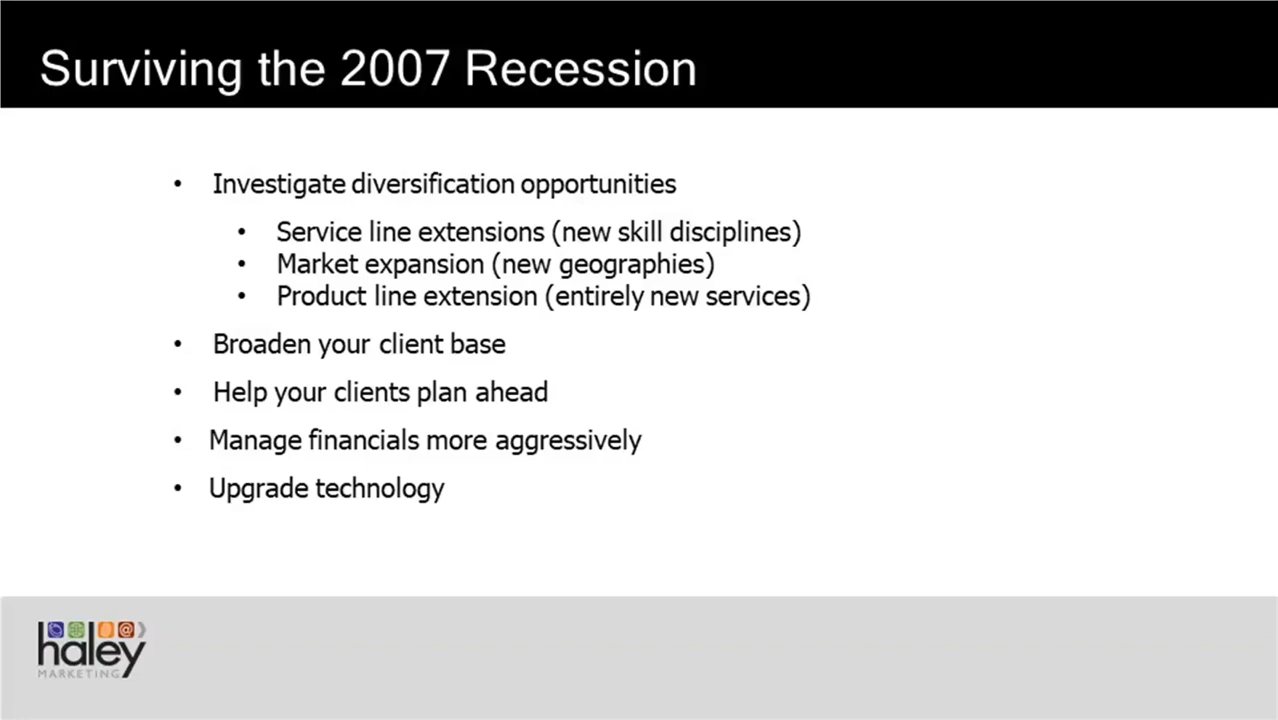 Surviving the 2007 Recession
• Investigate diversification opportunities
• Service line extensions (new skill disciplines)
• Market expansion (new geographies)
• Product line extension (entirely new services)
• Broaden your client base
• Help your clients plan ahead
• Manage financials more aggressively
• Upgrade technology
@
haley
MARKETING